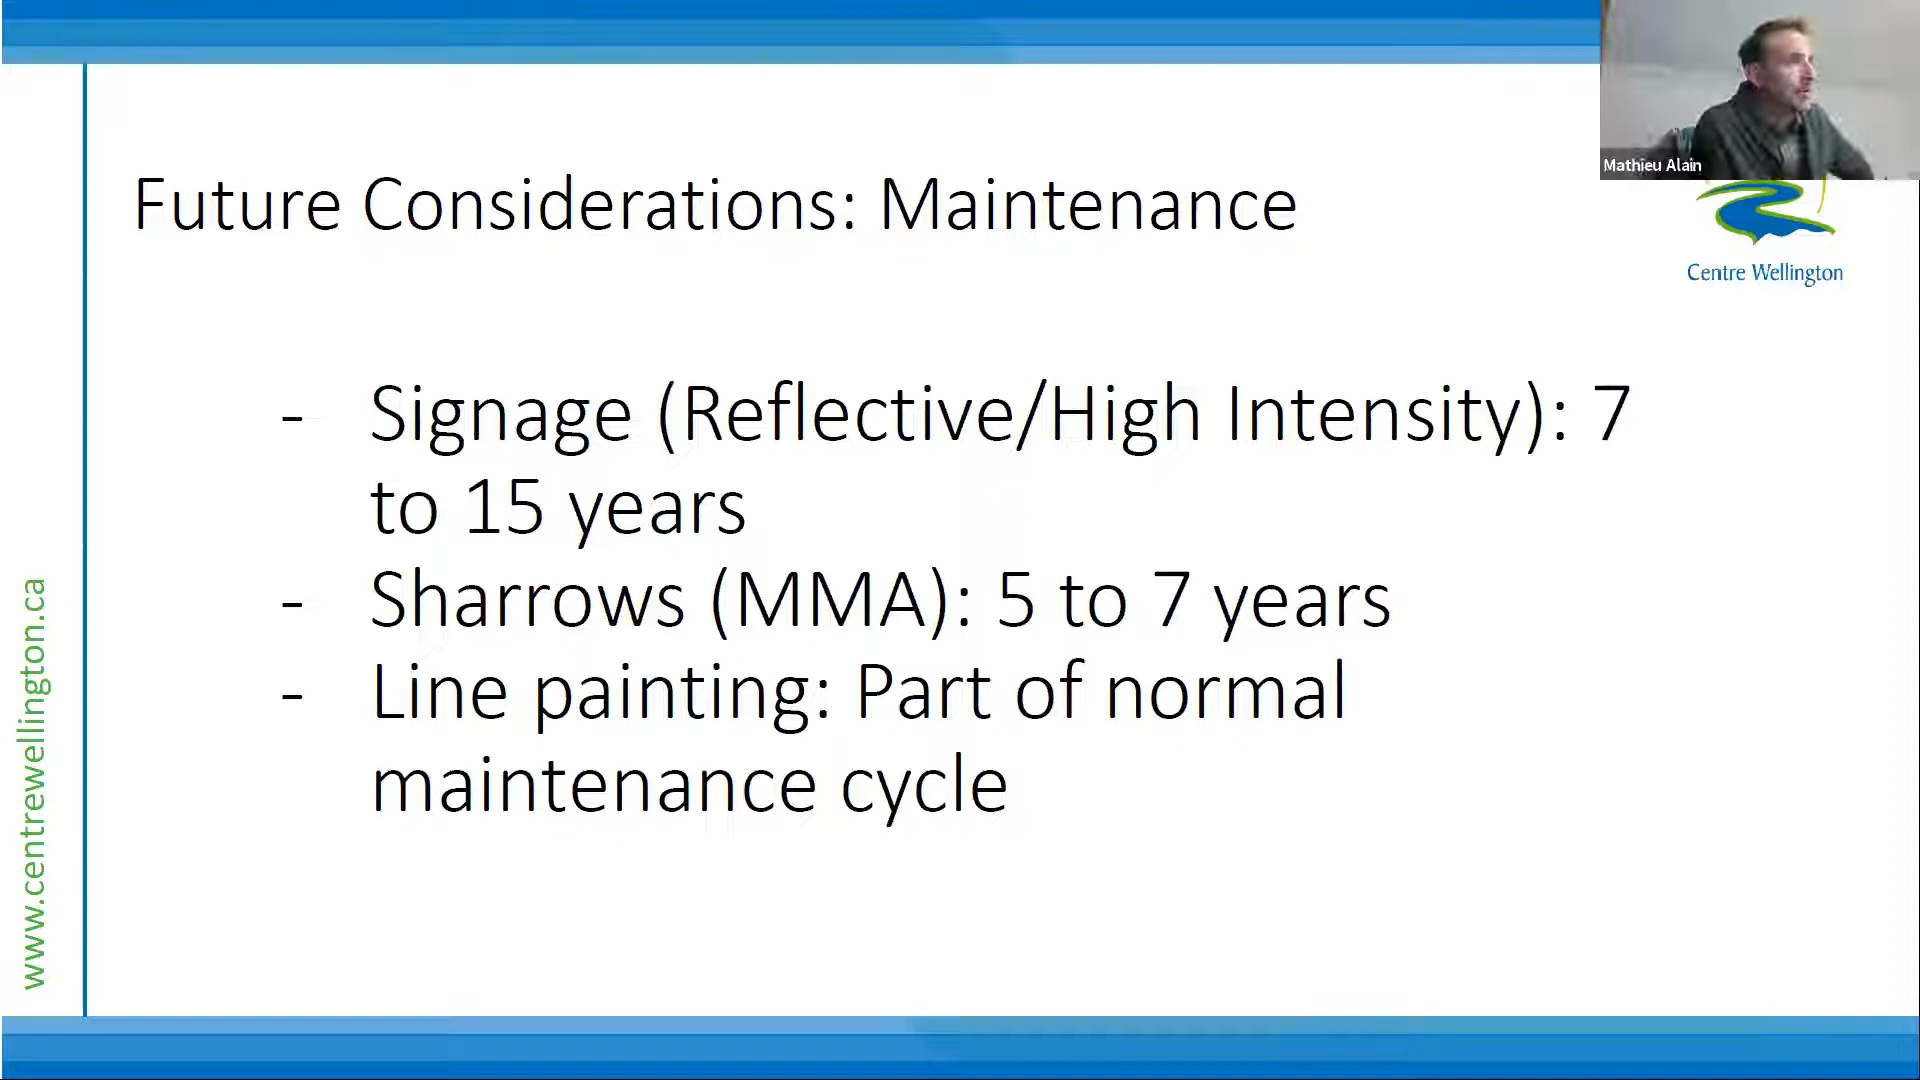 Mathieu Alain
Future Considerations: Maintenance
Centre Wellington
- Signage (Reflective/High Intensity): 7
to 15 years
- Sharrows (MMA): 5 to 7 years
- Line painting: Part of normal
maintenance cycle
www.centrewellington.ca